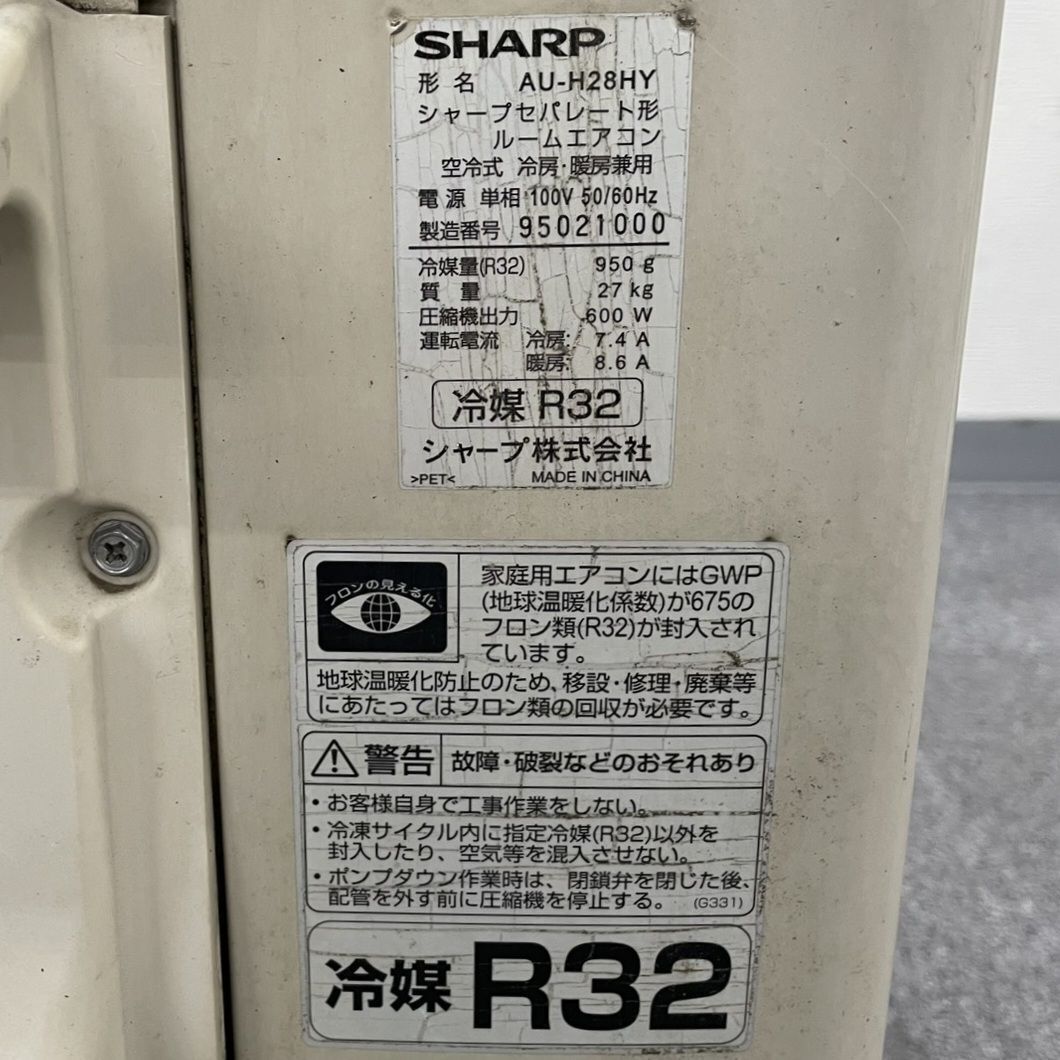 SHARP
形名 AU-H28HY
シャープセパレート形
ルームエアコン
空冷式 冷房・暖房兼用
電源 単相 100V 50/60Hz
製造番号 95021000
冷媒量(R32) 950 g
質量 27 kg
圧縮機出力 600 W
運転電流 冷房: 7.4 A
暖房: 8.6 A
冷媒 R32
シャープ株式会社
>PET< MADE IN CHINA
フロンの見える化
家庭用エアコンにはGWP
(地球温暖化係数)が675の
フロン類(R32)が封入され
ています。
地球温暖化防止のため、移設・修理・廃棄等
にあたってはフロン類の回収が必要です。
警告 故障・破裂などのおそれあり
・お客様自身で工事作業をしない。
・冷凍サイクル内に指定冷媒(R32)以外を
封入したり、空気等を混入させない。
・ポンプダウン作業時は、閉鎖弁を閉じた後、
配管を外す前に圧縮機を停止する。 (G331)
冷媒 R32